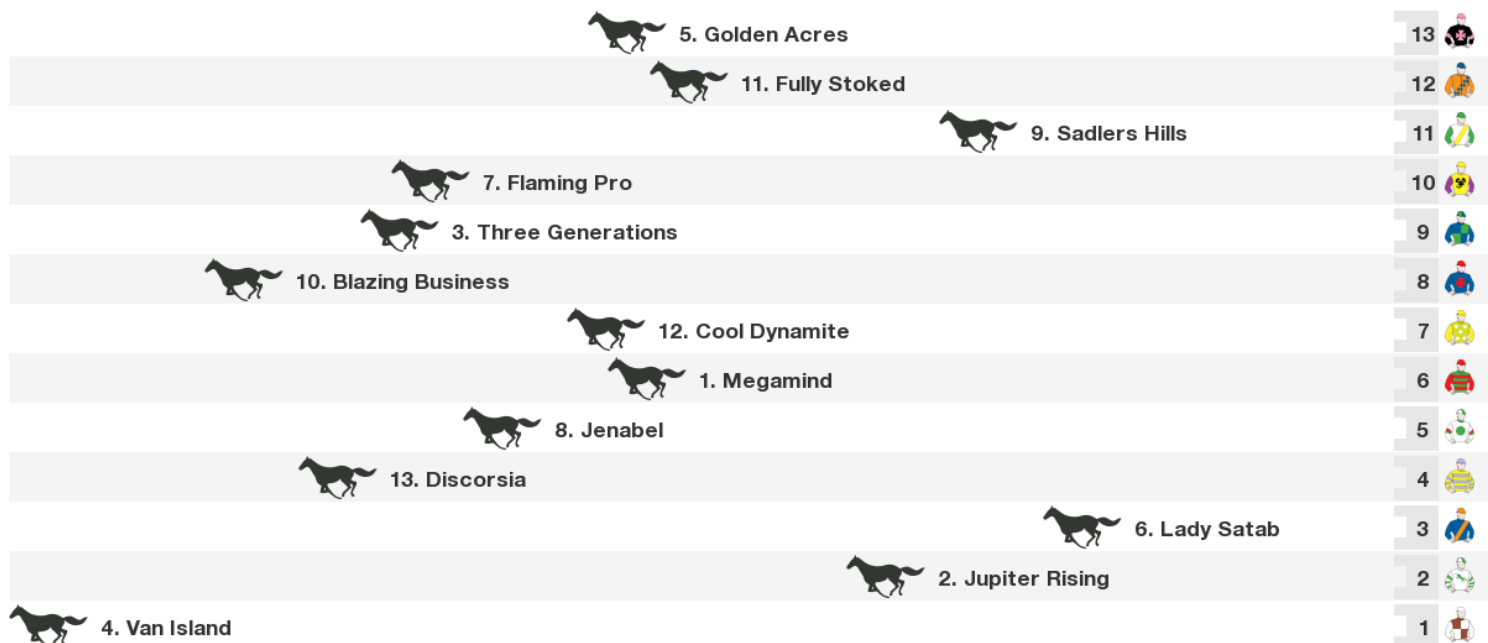 5. Golden Acres 13
11. Fully Stoked 12
9. Sadlers Hills 11
7. Flaming Pro 10
3. Three Generations 9
10. Blazing Business 8
12. Cool Dynamite 7
1. Megamind 6
8. Jenabel 5
13. Discorsia 4
6. Lady Satab 3
2. Jupiter Rising 2
4. Van Island 1